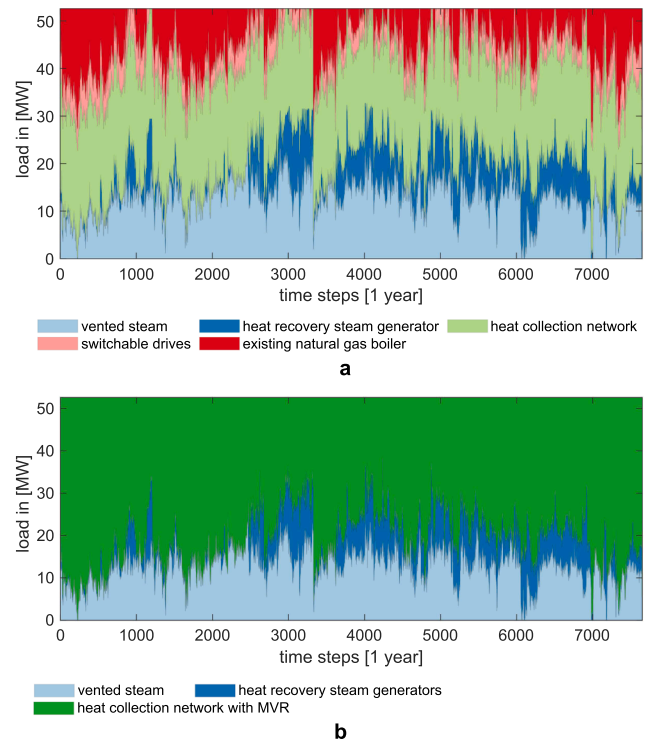 load in [MW]
50
40
30
20
10
0
0 1000 2000 3000 4000 5000 6000 7000
time steps [1 year]
vented steam heat recovery steam generator heat collection network
switchable drives existing natural gas boiler
a
load in [MW]
50
40
30
20
10
0
0 1000 2000 3000 4000 5000 6000 7000
time steps [1 year]
vented steam heat recovery steam generators
heat collection network with MVR
b